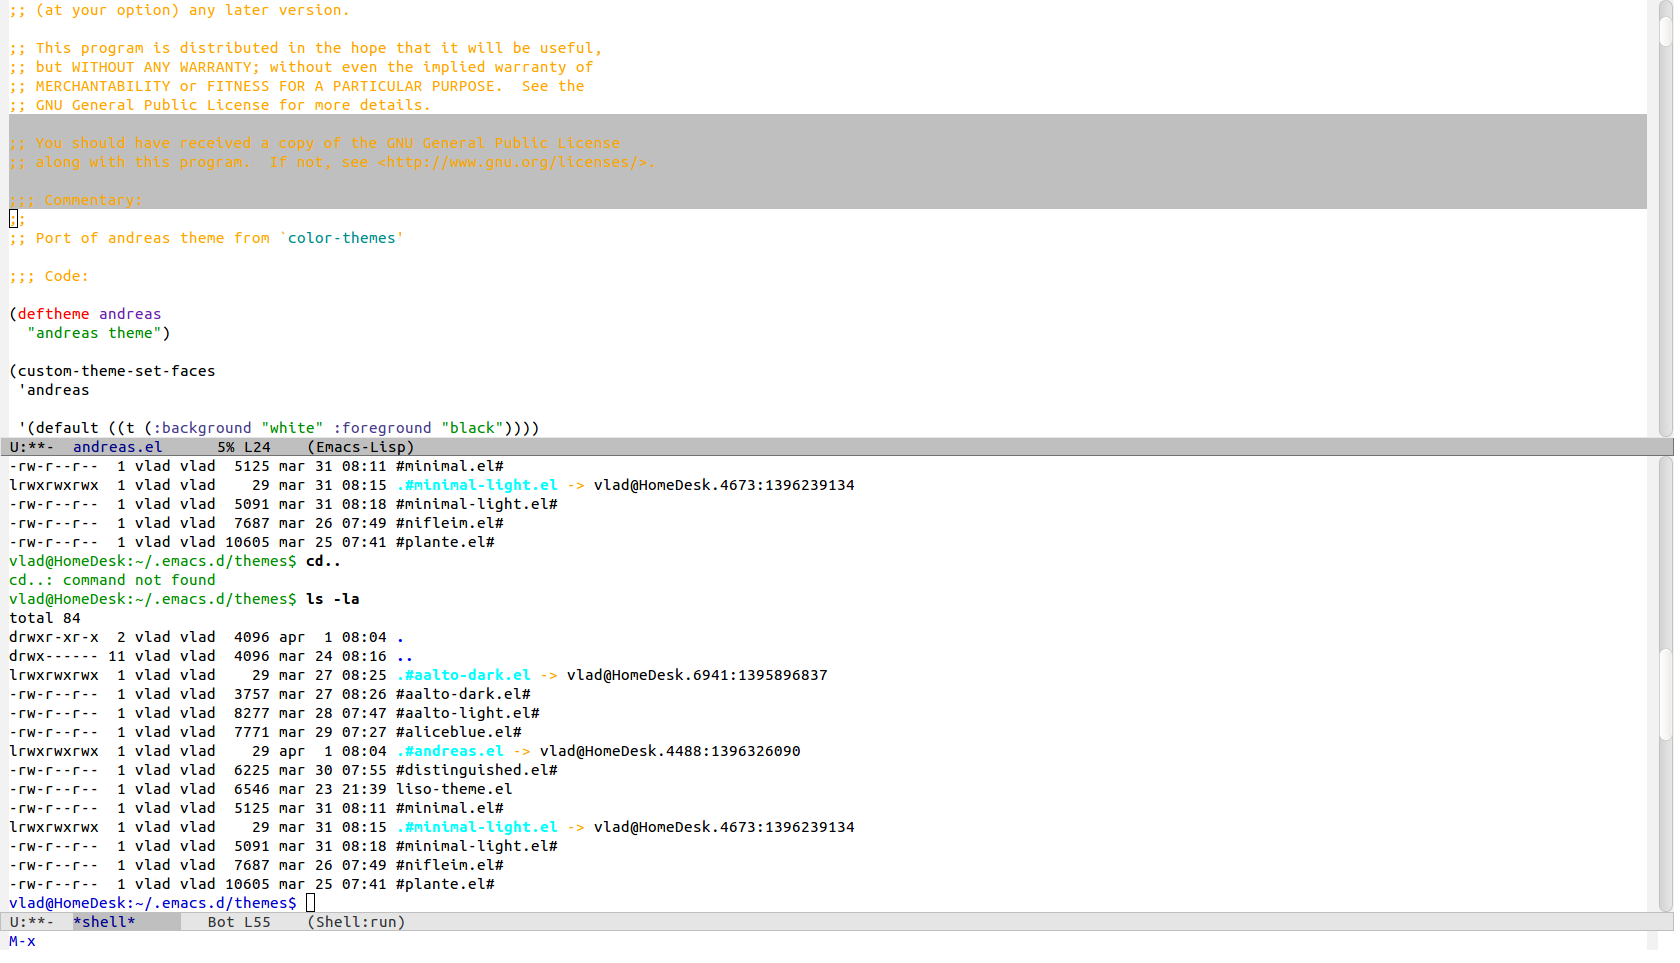 ;; (at your option) any later version.

;; This program is distributed in the hope that it will be useful,
;; but WITHOUT ANY WARRANTY; without even the implied warranty of
;; MERCHANTABILITY or FITNESS FOR A PARTICULAR PURPOSE.  See the
;; GNU General Public License for more details.

;; You should have received a copy of the GNU General Public License
;; along with this program.  If not, see <http://www.gnu.org/licenses/>.

;;; Commentary:
;;
;; Port of andreas theme from `color-themes'

;;; Code:

(deftheme andreas
  "andreas theme")

(custom-theme-set-faces
 'andreas

 '(default ((t (:background "white" :foreground "black"))))
U:**-  andreas.el      5% L24    (Emacs-Lisp)
-rw-r--r--  1 vlad vlad  5125 mar 31 08:11 #minimal.el#
lrwxrwxrwx  1 vlad vlad    29 mar 31 08:15 .#minimal-light.el -> vlad@HomeDesk.4673:1396239134
-rw-r--r--  1 vlad vlad  5091 mar 31 08:18 #minimal-light.el#
-rw-r--r--  1 vlad vlad  7687 mar 26 07:49 #nifleim.el#
-rw-r--r--  1 vlad vlad 10605 mar 25 07:41 #plante.el#
vlad@HomeDesk:~/.emacs.d/themes$ cd..
cd..: command not found
vlad@HomeDesk:~/.emacs.d/themes$ ls -la
total 84
drwxr-xr-x  2 vlad vlad  4096 apr  1 08:04 .
drwx------ 11 vlad vlad  4096 mar 24 08:16 ..
lrwxrwxrwx  1 vlad vlad    29 mar 27 08:25 .#aalto-dark.el -> vlad@HomeDesk.6941:1395896837
-rw-r--r--  1 vlad vlad  3757 mar 27 08:26 #aalto-dark.el#
-rw-r--r--  1 vlad vlad  8277 mar 28 07:47 #aalto-light.el#
-rw-r--r--  1 vlad vlad  7771 mar 29 07:27 #aliceblue.el#
lrwxrwxrwx  1 vlad vlad    29 apr  1 08:04 .#andreas.el -> vlad@HomeDesk.4488:1396326090
-rw-r--r--  1 vlad vlad  6225 mar 30 07:55 #distinguished.el#
-rw-r--r--  1 vlad vlad  6546 mar 23 21:39 liso-theme.el
-rw-r--r--  1 vlad vlad  5125 mar 31 08:11 #minimal.el#
lrwxrwxrwx  1 vlad vlad    29 mar 31 08:15 .#minimal-light.el -> vlad@HomeDesk.4673:1396239134
-rw-r--r--  1 vlad vlad  5091 mar 31 08:18 #minimal-light.el#
-rw-r--r--  1 vlad vlad  7687 mar 26 07:49 #nifleim.el#
-rw-r--r--  1 vlad vlad 10605 mar 25 07:41 #plante.el#
vlad@HomeDesk:~/.emacs.d/themes$
U:**-  *shell*        Bot L55    (Shell:run)
M-x